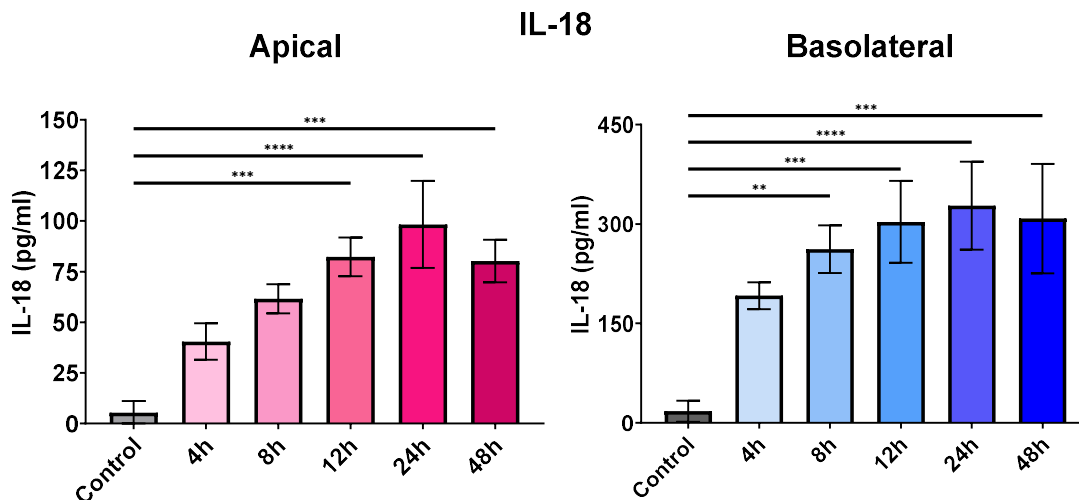 IL-18
Apical
IL-18 (pg/ml)
150
125
100
75
50
25
0
***
****
***
Control
4h
8h
12h
24h
48h
Basolateral
IL-18 (pg/ml)
450
300
150
0
***
****
***
**
Control
4h
8h
12h
24h
48h